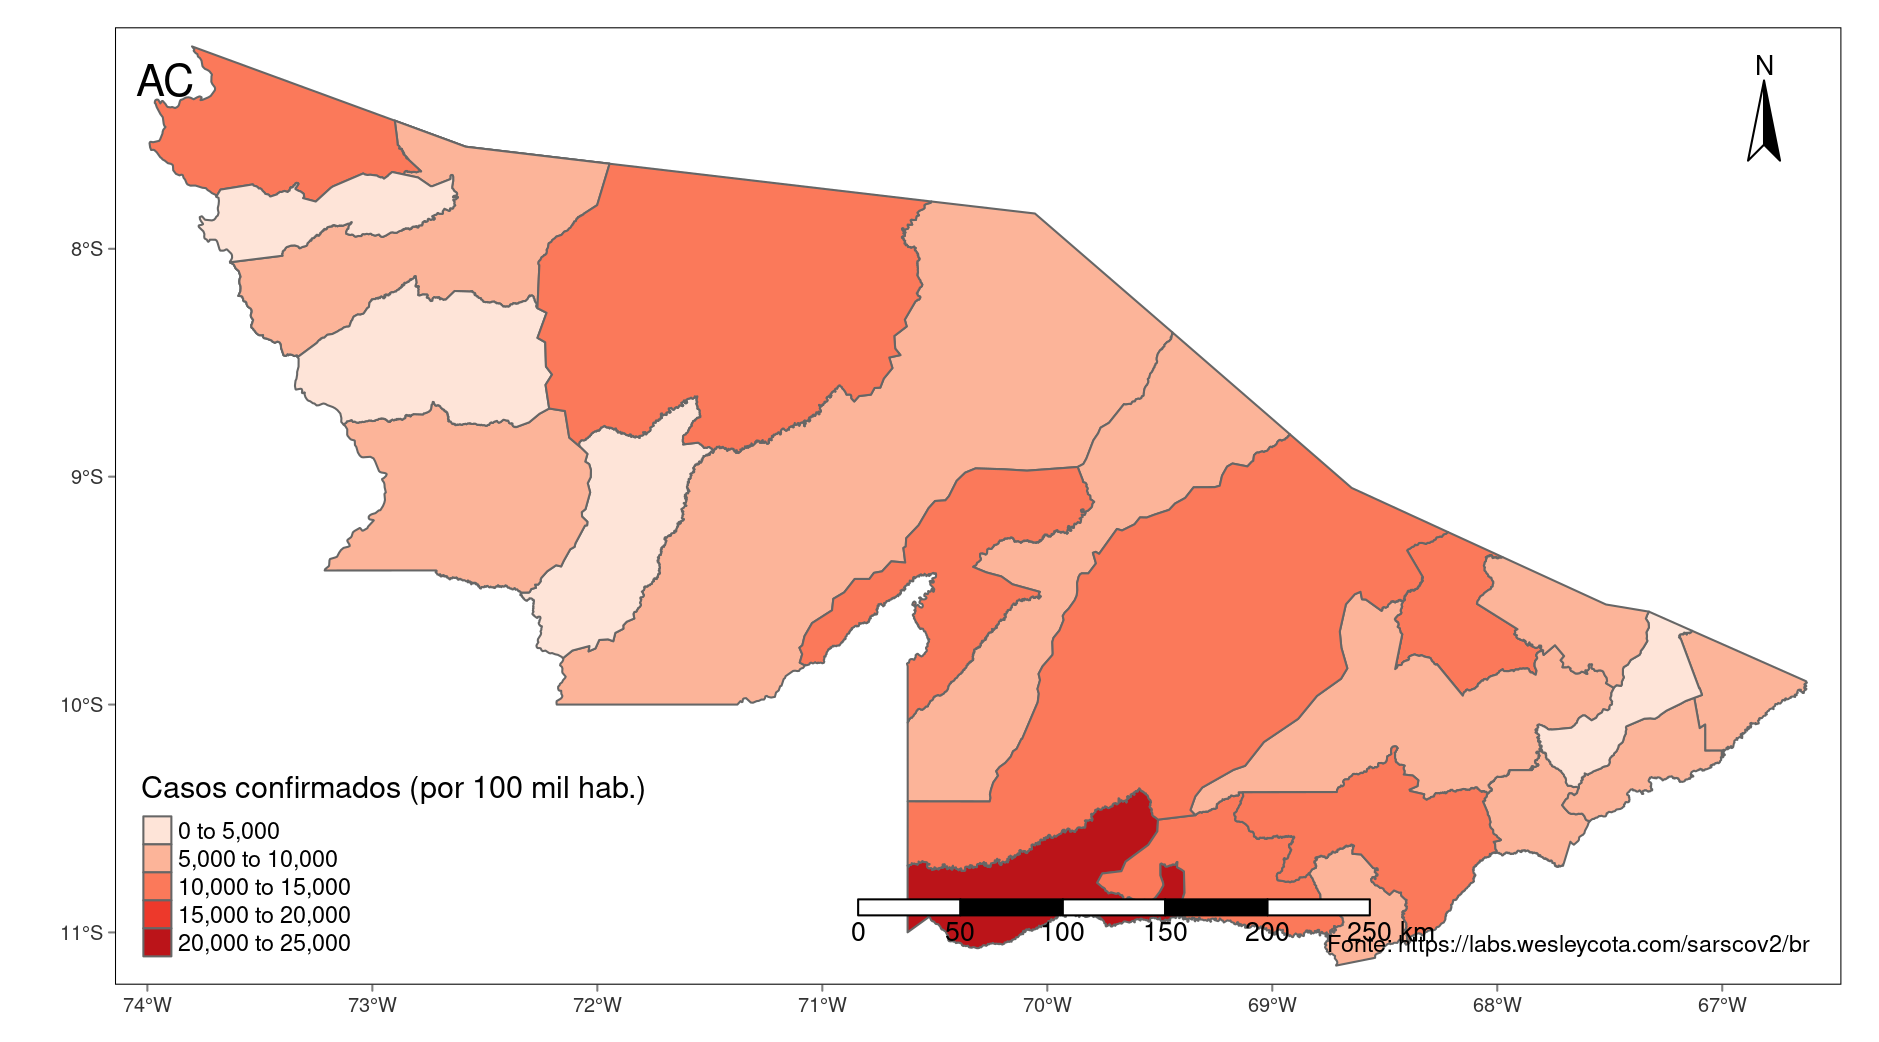 AC
N
8°S
9°S
10°S
11°S
Casos confirmados (por 100 mil hab.)
0 to 5,000
5,000 to 10,000
10,000 to 15,000
15,000 to 20,000
20,000 to 25,000
0 50 100 150 200 250 km
Fonte: https://labs.wesleycota.com/sarscov2/br
74°W 73°W 72°W 71°W 70°W 69°W 68°W 67°W